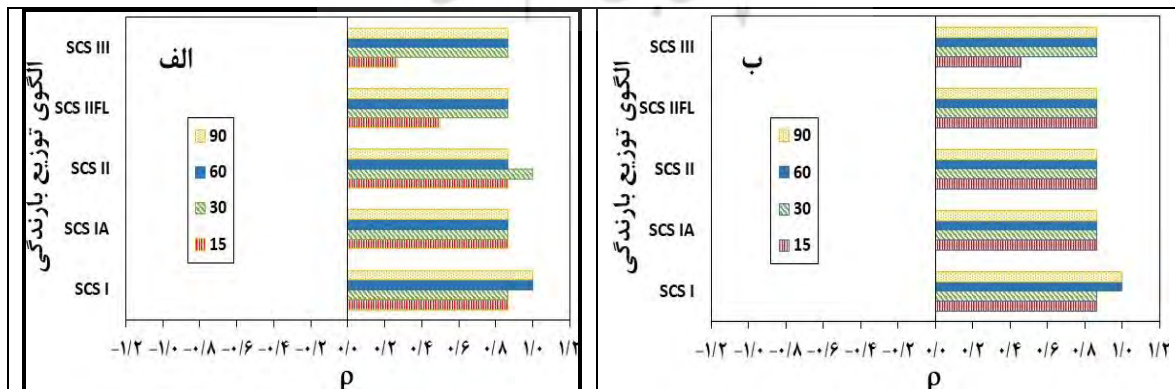 الف
الگوی توزیع بارندگی
SCS III
SCS IIFL
SCS II
SCS IA
SCS I
90
60
30
15
-۱/۲ -۱/۰ -۰/۸ -۰/۶ -۰/۴ -۰/۲ ۰/۰ ۰/۲ ۰/۴ ۰/۶ ۰/۸ ۱/۰ ۱/۲
ρ
ب
الگوی توزیع بارندگی
SCS III
SCS IIFL
SCS II
SCS IA
SCS I
90
60
30
15
-۱/۲ -۱/۰ -۰/۸ -۰/۶ -۰/۴ -۰/۲ ۰/۰ ۰/۲ ۰/۴ ۰/۶ ۰/۸ ۱/۰ ۱/۲
ρ